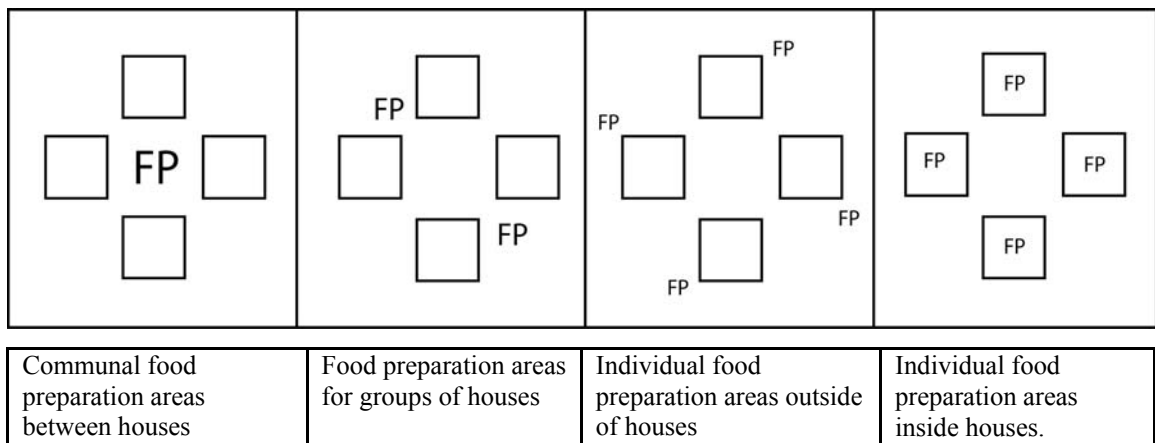 FP
FP
FP
FP
FP
FP
FP
FP
FP
FP
FP
Communal food
preparation areas
between houses
Food preparation areas
for groups of houses
Individual food
preparation areas outside
of houses
Individual food
preparation areas
inside houses.